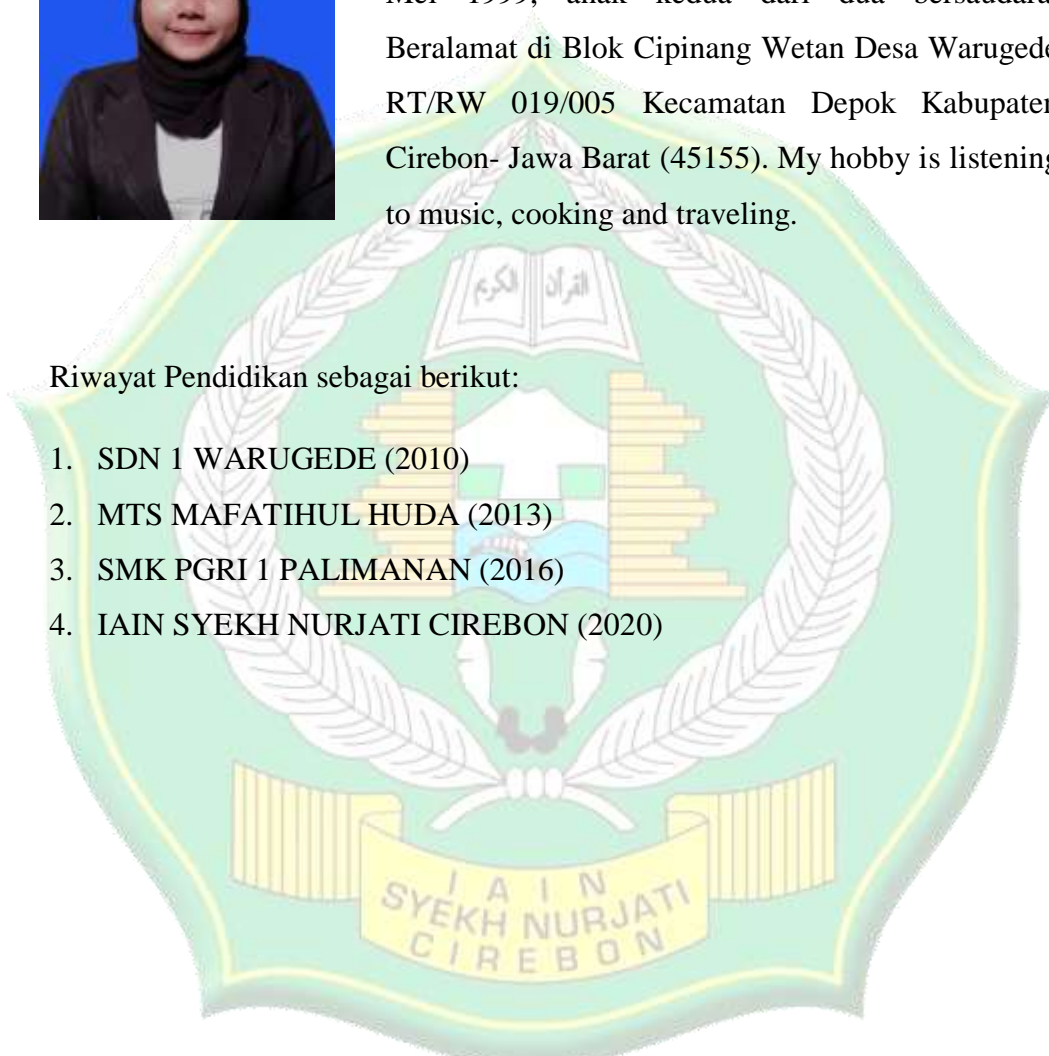 Mei 1999, anak kedua dari dua bersaudara
Beralamat di Blok Cipinang Wetan Desa Warugede
RT/RW 019/005 Kecamatan Depok Kabupaten
Cirebon- Jawa Barat (45155). My hobby is listening
to music, cooking and traveling.
القرآن الكريم
Riwayat Pendidikan sebagai berikut:
1. SDN 1 WARUGEDE (2010)
2. MTS MAFATIHUL HUDA (2013)
3. SMK PGRI 1 PALIMANAN (2016)
4. IAIN SYEKH NURJATI CIREBON (2020)
IAIN
SYEKH NURJATI
CIREBON